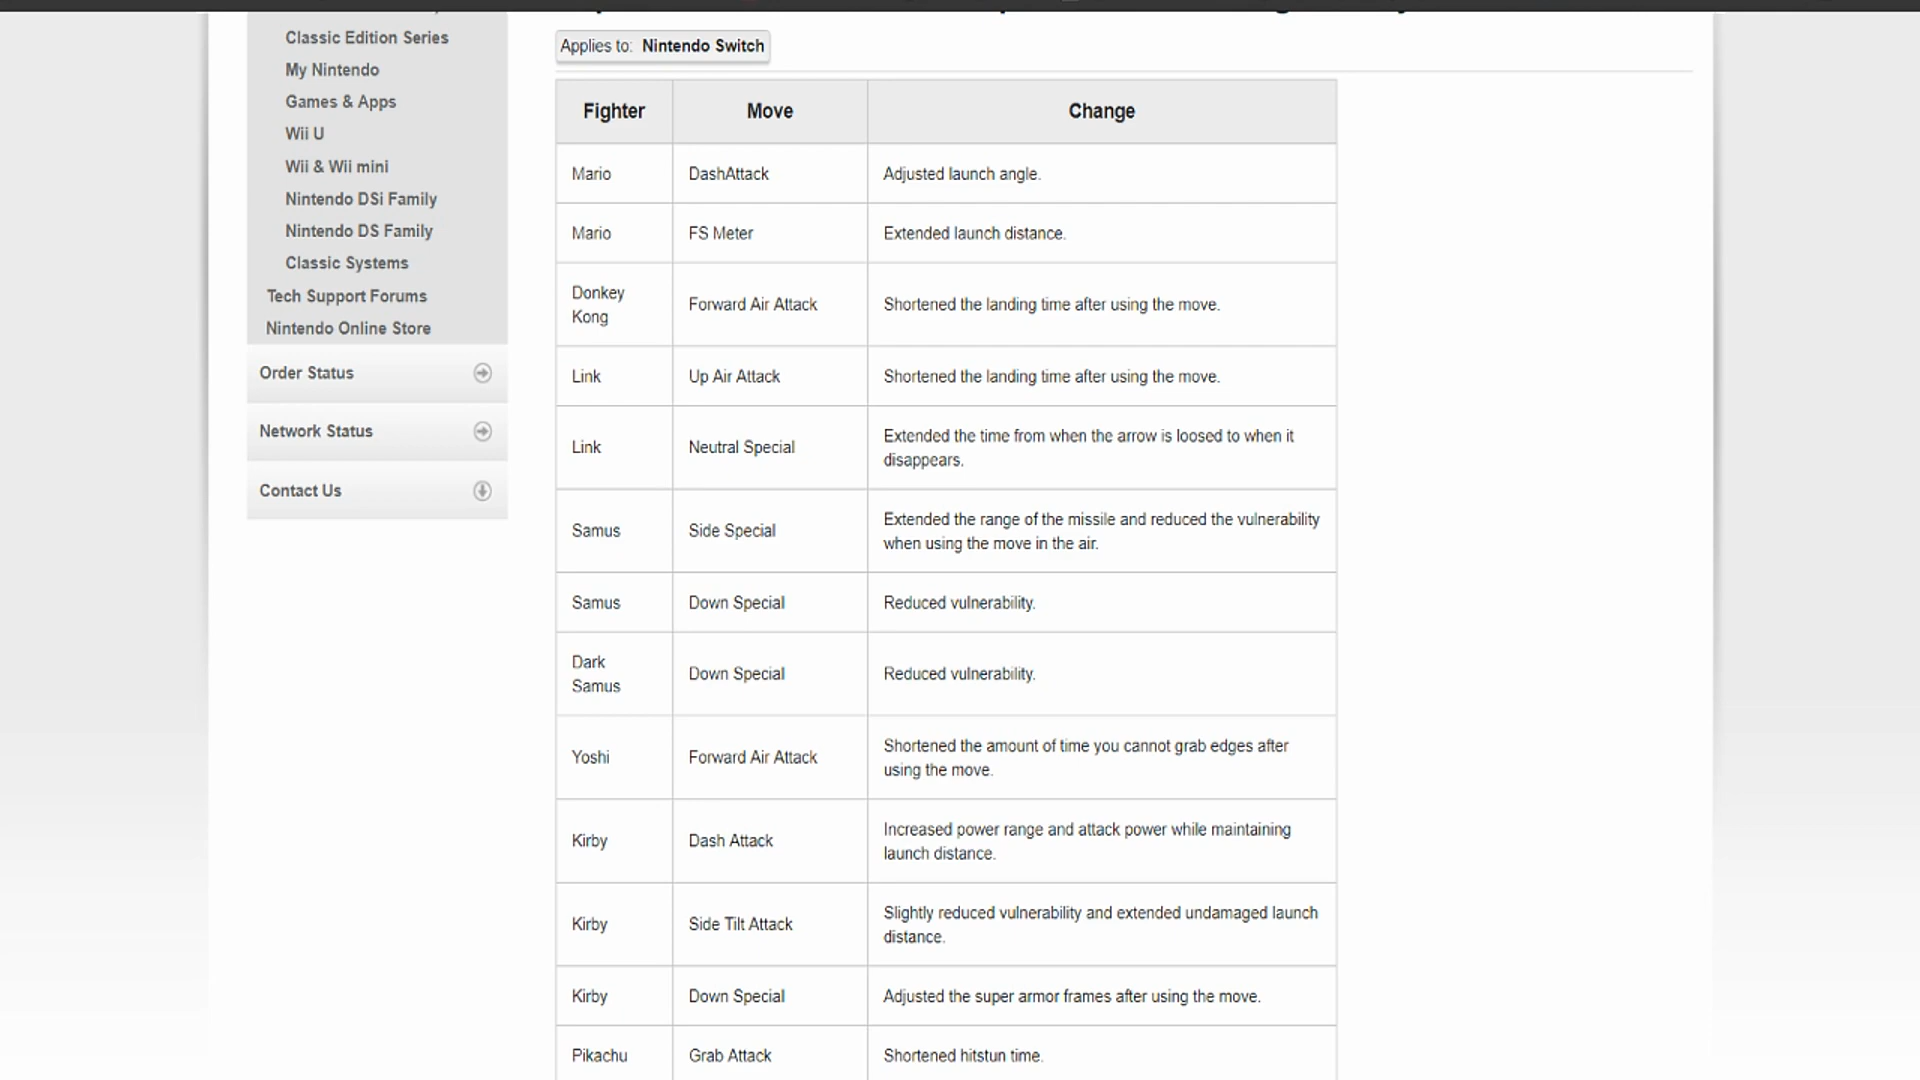 Classic Edition Series
My Nintendo
Games & Apps
Wii U
Wii & Wii mini
Nintendo DSi Family
Nintendo DS Family
Classic Systems
Tech Support Forums
Nintendo Online Store
Order Status
Network Status
Contact Us
Applies to: Nintendo Switch
Fighter Move Change
Mario DashAttack Adjusted launch angle.
Mario FS Meter Extended launch distance.
Donkey
Kong
Forward Air Attack Shortened the landing time after using the move.
Link Up Air Attack Shortened the landing time after using the move.
Link Neutral Special Extended the time from when the arrow is loosed to when it
disappears.
Samus Side Special Extended the range of the missile and reduced the vulnerability
when using the move in the air.
Samus Down Special Reduced vulnerability.
Dark
Samus
Down Special Reduced vulnerability.
Yoshi Forward Air Attack Shortened the amount of time you cannot grab edges after
using the move.
Kirby Dash Attack Increased power range and attack power while maintaining
launch distance.
Kirby Side Tilt Attack Slightly reduced vulnerability and extended undamaged launch
distance.
Kirby Down Special Adjusted the super armor frames after using the move.
Pikachu Grab Attack Shortened hitstun time.